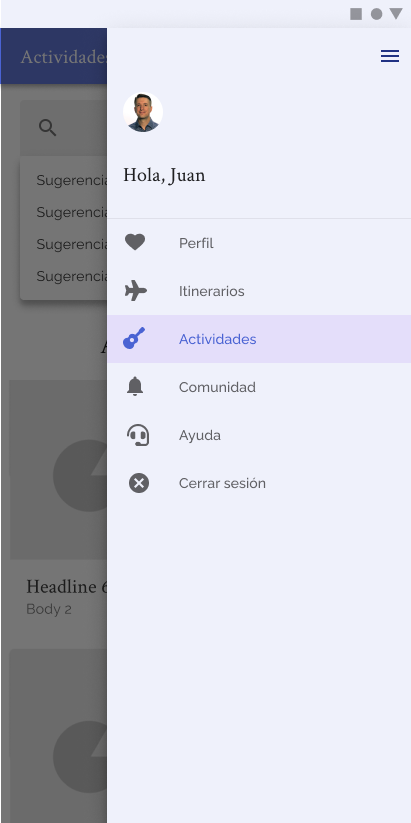 Actividades
Hola, Juan
Sugerencia
Sugerencia
Sugerencia
Sugerencia
A
Perfil
Itinerarios
Actividades
Comunidad
Ayuda
Cerrar sesión
Headline 6
Body 2